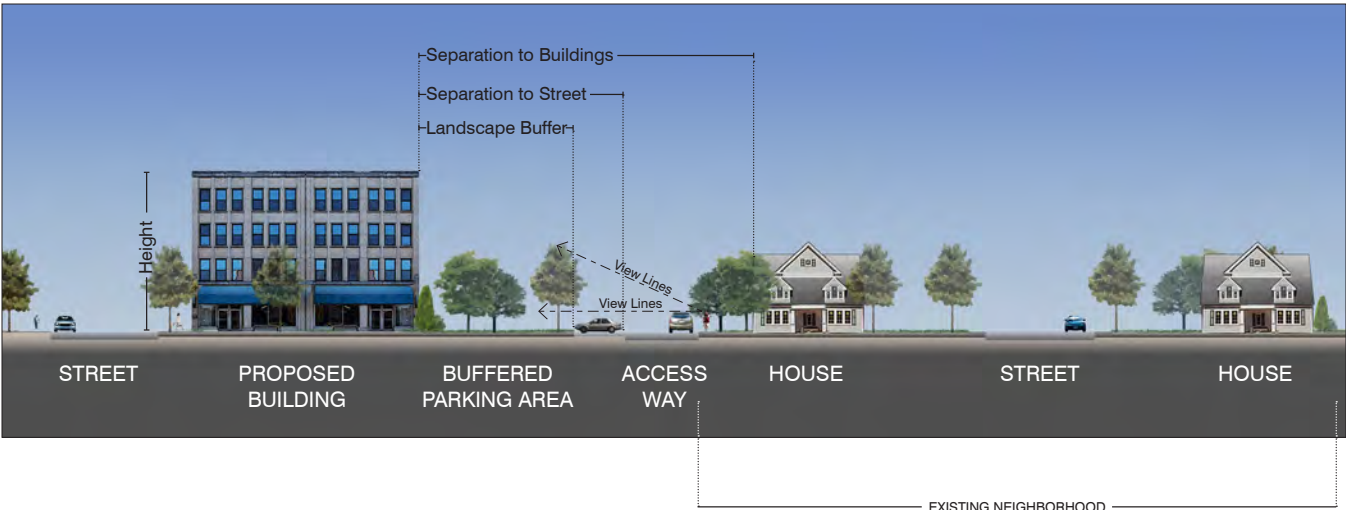 Separation to Buildings
Separation to Street
Landscape Buffer
Height
View Lines
View Lines
STREET
PROPOSED
BUILDING
BUFFERED
PARKING AREA
ACCESS
WAY
HOUSE
STREET
HOUSE
EXISTING NEIGHBORHOOD